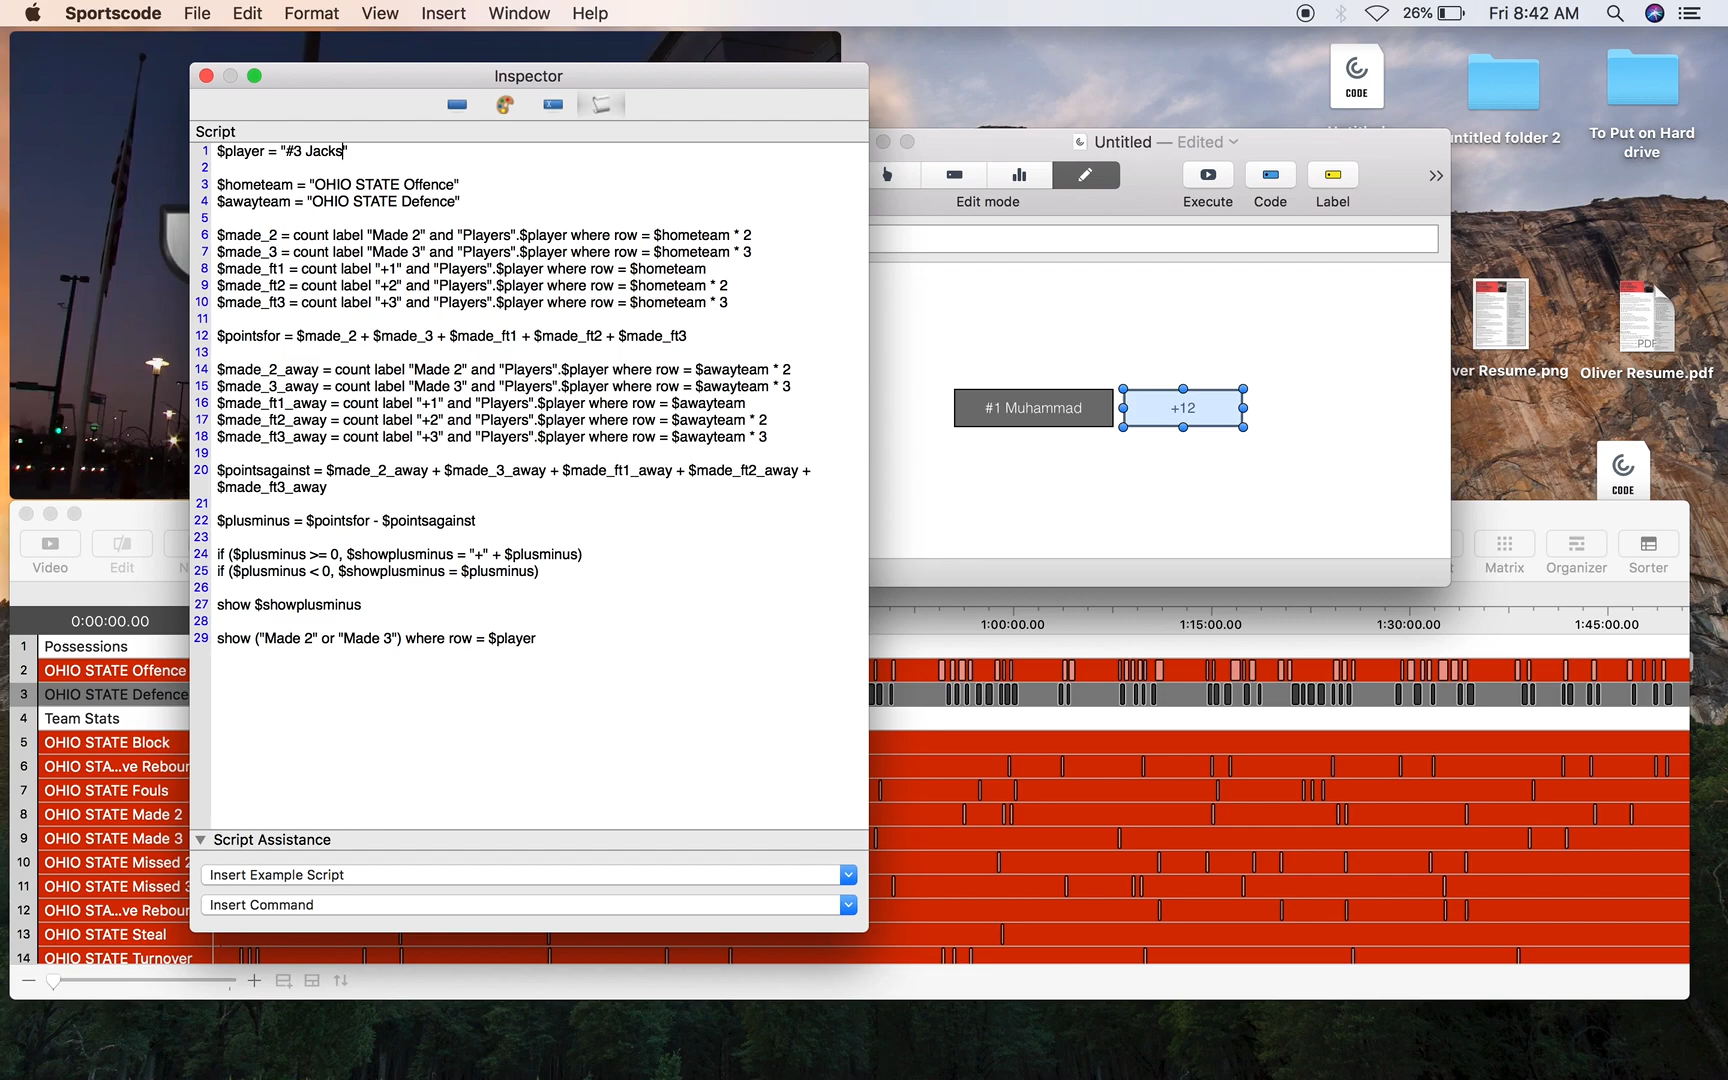 Sportscode File Edit Format View Insert Window Help 26% Fri 8:42 AM
Inspector
Script
1 $player = "#3 Jacks"
2
3 $hometeam = "OHIO STATE Offence"
4 $awayteam = "OHIO STATE Defence"
5
6 $made_2 = count label "Made 2" and "Players".$player where row = $hometeam * 2
7 $made_3 = count label "Made 3" and "Players".$player where row = $hometeam * 3
8 $made_ft1 = count label "+1" and "Players".$player where row = $hometeam
9 $made_ft2 = count label "+2" and "Players".$player where row = $hometeam * 2
10 $made_ft3 = count label "+3" and "Players".$player where row = $hometeam * 3
11
12 $pointsfor = $made_2 + $made_3 + $made_ft1 + $made_ft2 + $made_ft3
13
14 $made_2_away = count label "Made 2" and "Players".$player where row = $awayteam * 2
15 $made_3_away = count label "Made 3" and "Players".$player where row = $awayteam * 3
16 $made_ft1_away = count label "+1" and "Players".$player where row = $awayteam
17 $made_ft2_away = count label "+2" and "Players".$player where row = $awayteam * 2
18 $made_ft3_away = count label "+3" and "Players".$player where row = $awayteam * 3
19
20 $pointsagainst = $made_2_away + $made_3_away + $made_ft1_away + $made_ft2_away +
$made_ft3_away
21
22 $plusminus = $pointsfor - $pointsagainst
23
24 if ($plusminus >= 0, $showplusminus = "+" + $plusminus)
25 if ($plusminus < 0, $showplusminus = $plusminus)
26
27 show $showplusminus
28
29 show ("Made 2" or "Made 3") where row = $player
Script Assistance
Insert Example Script
Insert Command
Untitled — Edited
Edit mode Execute Code Label
#1 Muhammad +12
CODE
ntitled folder 2
To Put on Hard
drive
ver Resume.png
PDF
Oliver Resume.pdf
CODE
Video Edit Matrix Organizer Sorter
0:00:00.00 1:00:00.00 1:15:00.00 1:30:00.00 1:45:00.00
1 Possessions
2 OHIO STATE Offence
3 OHIO STATE Defence
4 Team Stats
5 OHIO STATE Block
6 OHIO STA...ve Rebour
7 OHIO STATE Fouls
8 OHIO STATE Made 2
9 OHIO STATE Made 3
10 OHIO STATE Missed 2
11 OHIO STATE Missed 3
12 OHIO STA...ve Rebour
13 OHIO STATE Steal
14 OHIO STATE Turnover